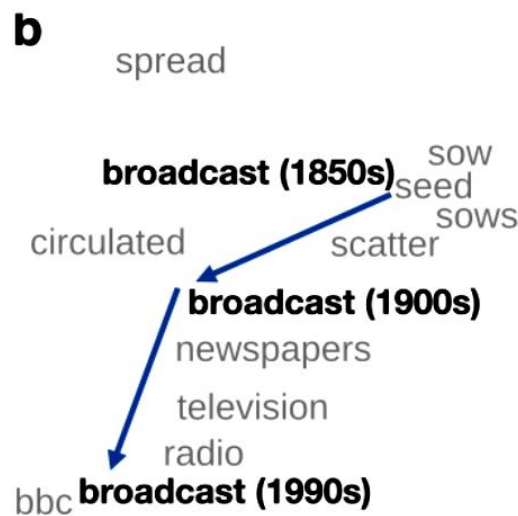 b
spread
sow
broadcast (1850s)
seed
sows
circulated
scatter
broadcast (1900s)
newspapers
television
radio
bbc
broadcast (1990s)